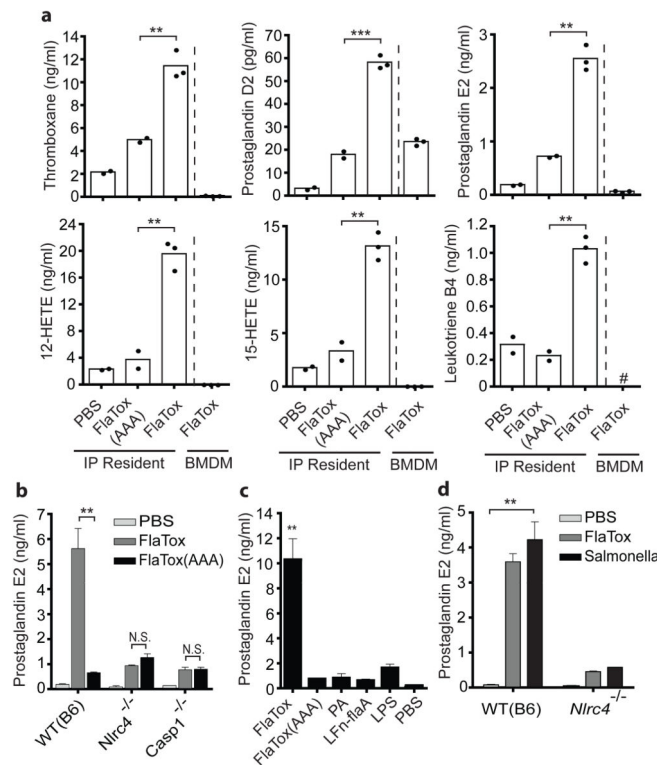 a
Thromboxane (ng/ml)
14
12
10
8
6
4
2
0
**
Prostaglandin D2 (pg/ml)
70
60
50
40
30
20
10
0
***
Prostaglandin E2 (ng/ml)
3
2
1
0
**
12-HETE (ng/ml)
24
20
16
12
8
4
0
**
PBS
FlaTox
(AAA)
FlaTox
FlaTox
IP Resident
BMDM
15-HETE (ng/ml)
15
10
5
0
**
PBS
FlaTox
(AAA)
FlaTox
FlaTox
IP Resident
BMDM
Leukotriene B4 (ng/ml)
1.2
1.0
0.8
0.6
0.4
0.2
0
**
#
PBS
FlaTox
(AAA)
FlaTox
FlaTox
IP Resident
BMDM
b
Prostaglandin E2 (ng/ml)
7
6
5
4
3
2
1
0
**
PBS
FlaTox
FlaTox(AAA)
N.S.
N.S.
WT(B6)
Nlrc4 -/-
Casp1 -/-
c
Prostaglandin E2 (ng/ml)
14
12
10
8
6
4
2
0
**
FlaTox
FlaTox(AAA)
PA
LFn-flaA
LPS
PBS
d
Prostaglandin E2 (ng/ml)
5
4
3
2
1
0
**
PBS
FlaTox
Salmonella
WT(B6)
Nlrc4-/-